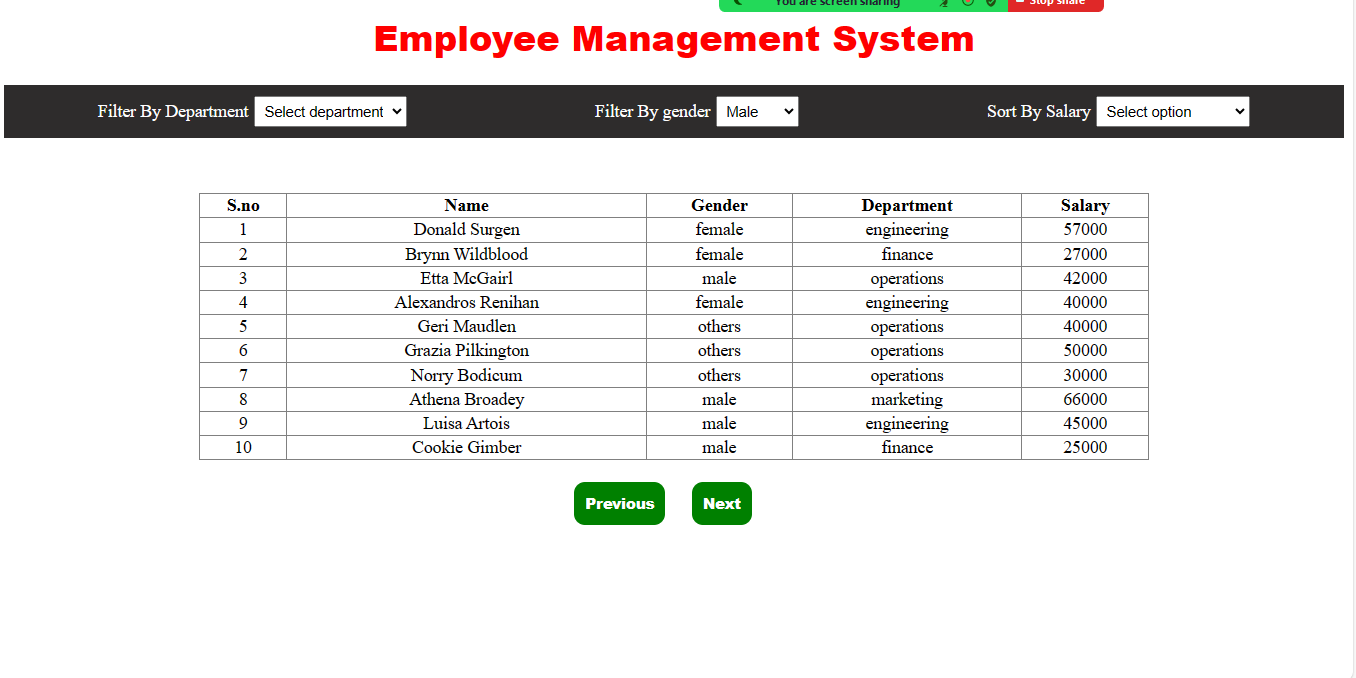 You are screen sharing Stop share
Employee Management System
Filter By Department Select department Filter By gender Male Sort By Salary Select option
S.no Name Gender Department Salary
1 Donald Surgen female engineering 57000
2 Brynn Wildblood female finance 27000
3 Etta McGairl male operations 42000
4 Alexandros Renihan female engineering 40000
5 Geri Maudlen others operations 40000
6 Grazia Pilkington others operations 50000
7 Norry Bodicum others operations 30000
8 Athena Broadey male marketing 66000
9 Luisa Artois male engineering 45000
10 Cookie Gimber male finance 25000
Previous Next